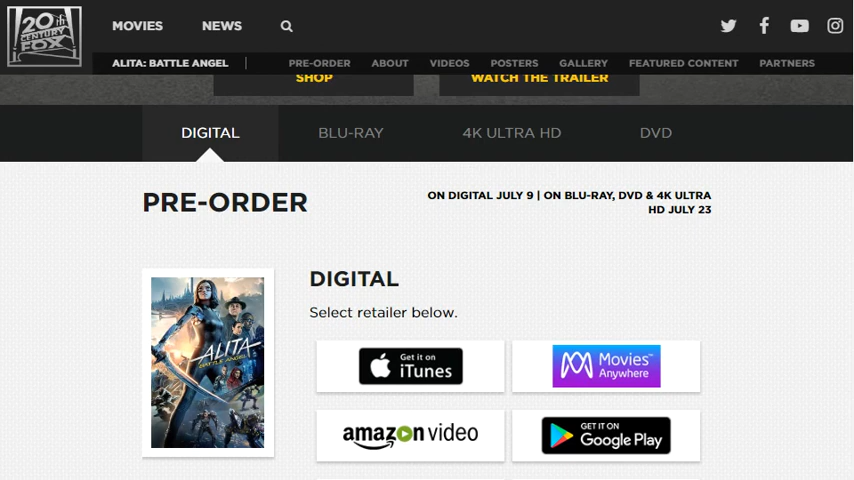 20th
CENTURY
FOX
MOVIES
NEWS
ALITA: BATTLE ANGEL
PRE-ORDER
ABOUT
VIDEOS
POSTERS
GALLERY
FEATURED CONTENT
PARTNERS
SHOP
WATCH THE TRAILER
DIGITAL
BLU-RAY
4K ULTRA HD
DVD
PRE-ORDER
ON DIGITAL JULY 9 | ON BLU-RAY, DVD & 4K ULTRA
HD JULY 23
ALITA
BATTLE ANGEL
DIGITAL
Select retailer below.
Get it on
iTunes
Movies™
Anywhere
amazon video
GET IT ON
Google Play